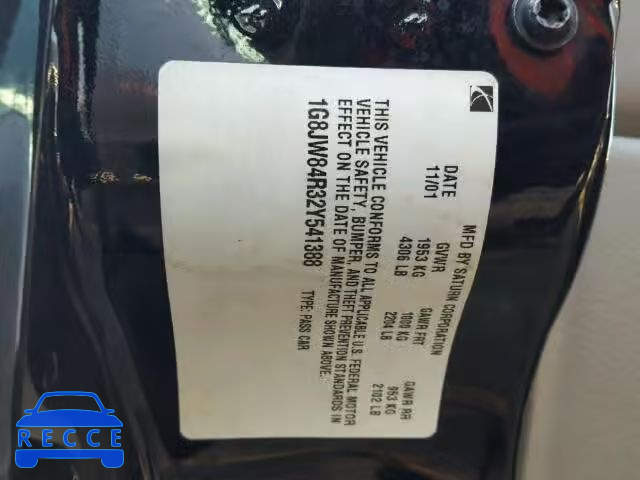 MFD BY SATURN CORPORATION
DATE GVWR GAWR FRT GAWR RR
11/01 1953 KG 1000 KG 953 KG
4306 LB 2204 LB 2102 LB
THIS VEHICLE CONFORMS TO ALL APPLICABLE U.S. FEDERAL MOTOR
VEHICLE SAFETY, BUMPER, AND THEFT PREVENTION STANDARDS IN
EFFECT ON THE DATE OF MANUFACTURE SHOWN ABOVE.
1G8JW84R32Y541388 TYPE: PASS CAR
RECCE